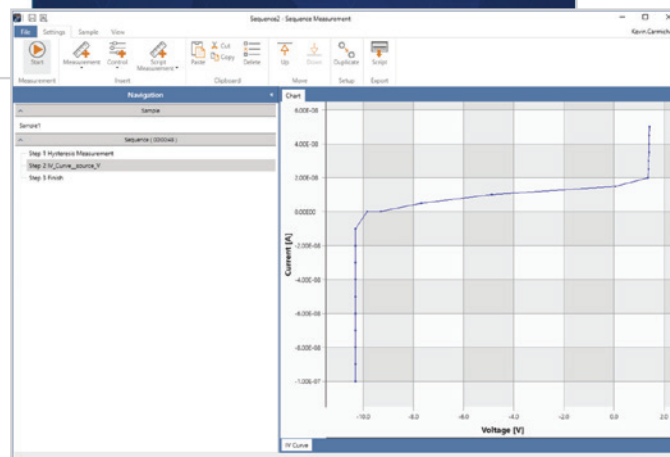 Sequence2 - Sequence Measurement
Kevin Carmich
File Settings Sample View
Start Measurement Control Script Measurement Paste Cut Copy Delete Up Down Duplicate Script
Measurement Insert Clipboard Move Setup Export
Navigation
Sample
Sample1
Sequence ( 030048 )
Step 1 Hysteresis Measurement
Step 2 IV_Curve_source_V
Step 3 Finish
Chart
6.00E-08
4.00E-08
2.00E-08
0.00E00
-2.00E-08
-4.00E-08
-6.00E-08
-8.00E-08
-1.00E-07
Current [A]
-10.0 -8.0 -6.0 -4.0 -2.0 0.0 2.0
Voltage [V]
IV Curve